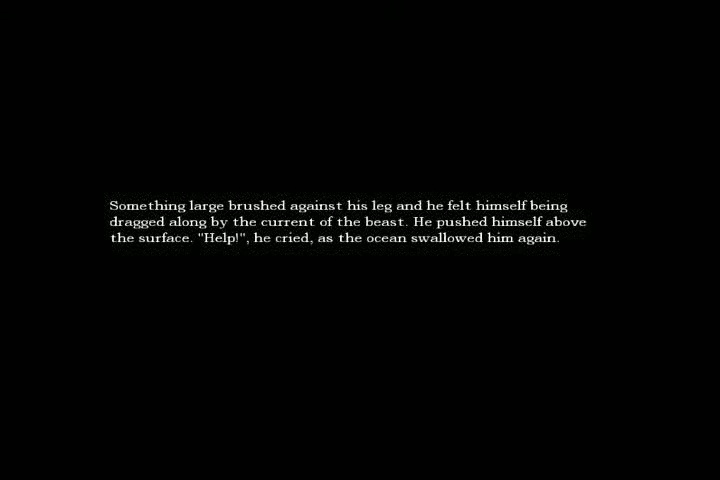 Something large brushed against his leg and he felt himself being
dragged along by the current of the beast. He pushed himself above
the surface. "Help!", he cried, as the ocean swallowed him again.